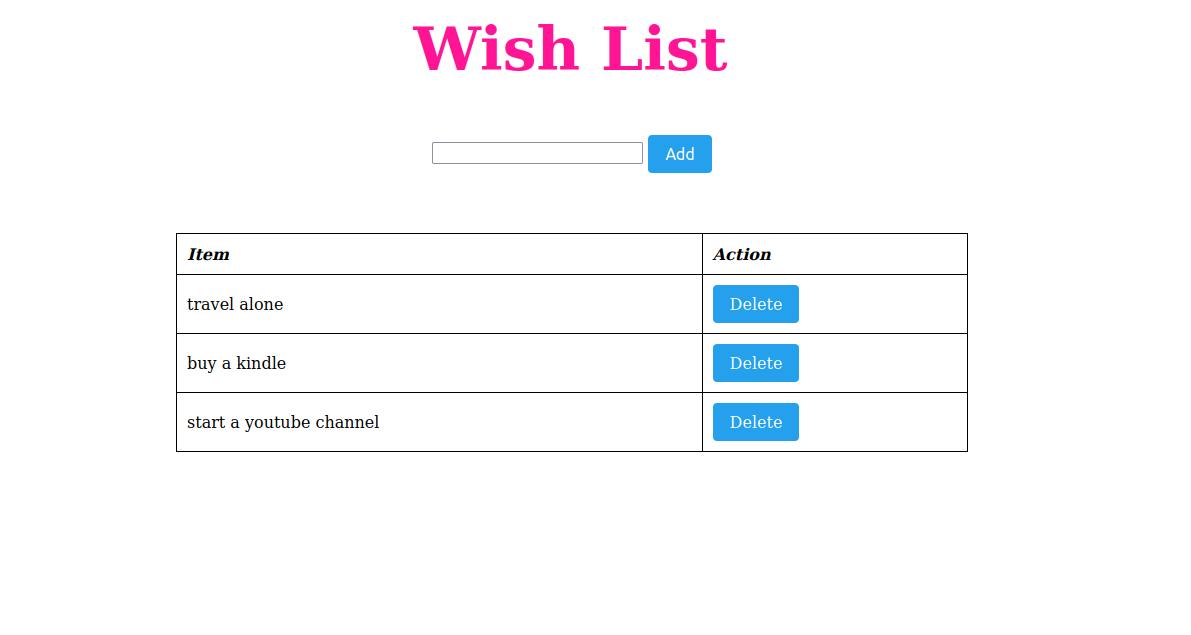 Wish List
Add
Item Action
travel alone Delete
buy a kindle Delete
start a youtube channel Delete